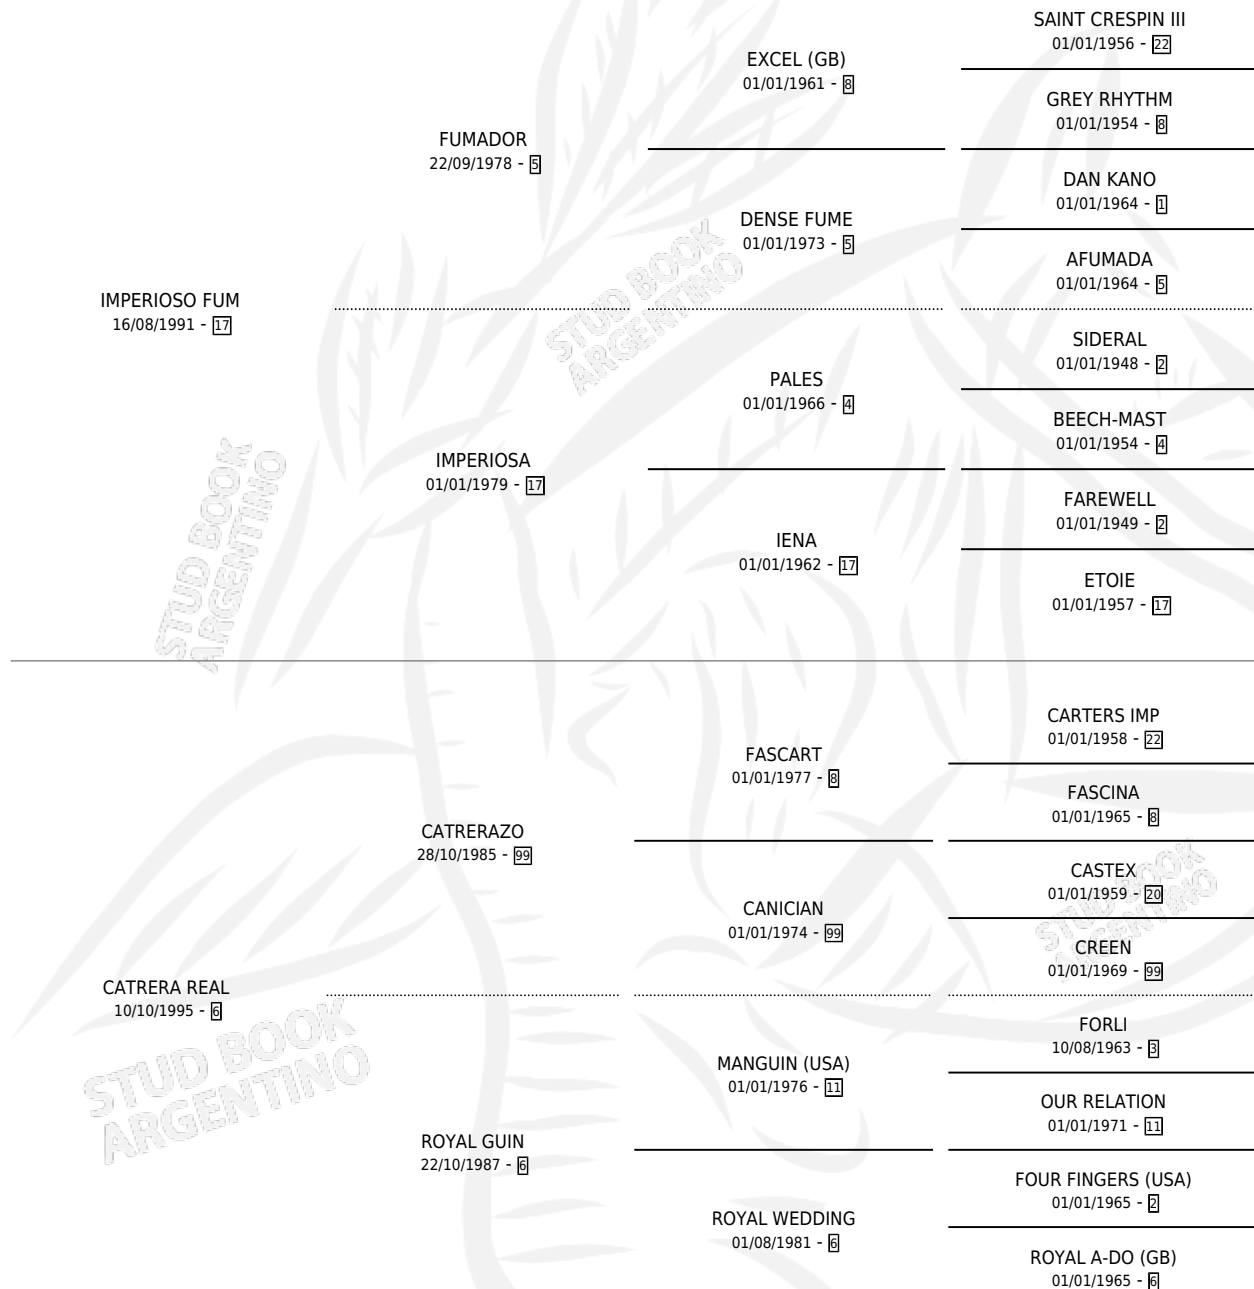 SAINT CRESPIN III
01/01/1956 - 22
EXCEL (GB)
01/01/1961 - 8
GREY RHYTHM
01/01/1954 - 8
FUMADOR
22/09/1978 - 5
DAN KANO
01/01/1964 - 1
DENSE FUME
01/01/1973 - 5
AFUMADA
01/01/1964 - 5
IMPERIOSO FUM
16/08/1991 - 17
SIDERAL
01/01/1948 - 2
PALES
01/01/1966 - 4
BEECH-MAST
01/01/1954 - 4
IMPERIOSA
01/01/1979 - 17
FAREWELL
01/01/1949 - 2
IENA
01/01/1962 - 17
ETOIE
01/01/1957 - 17
CARTERS IMP
01/01/1958 - 22
FASCART
01/01/1977 - 8
FASCINA
01/01/1965 - 8
CATRERAZO
28/10/1985 - 99
CASTEX
01/01/1959 - 20
CANICIAN
01/01/1974 - 99
CREEN
01/01/1969 - 99
CATRERA REAL
10/10/1995 - 6
FORLI
10/08/1963 - 3
MANGUIN (USA)
01/01/1976 - 11
OUR RELATION
01/01/1971 - 11
ROYAL GUIN
22/10/1987 - 6
FOUR FINGERS (USA)
01/01/1965 - 2
ROYAL WEDDING
01/08/1981 - 6
ROYAL A-DO (GB)
01/01/1965 - 6
STUD BOOK
ARGENTINO
STUD BOOK
ARGENTINO
STUD BOOK
ARGENTINO
STUD BOOK
ARGENTINO